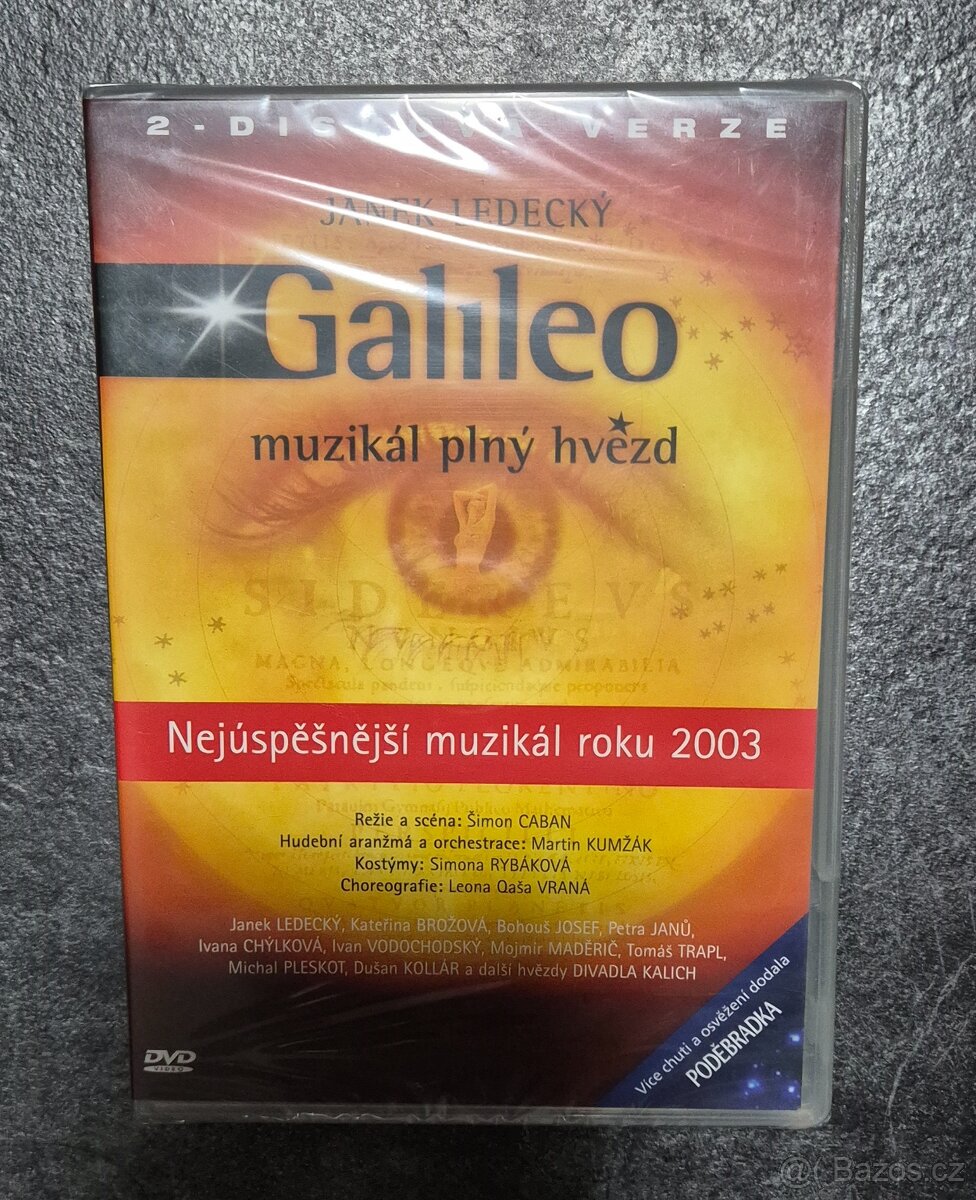 2 - DISKOVÁ VERZE
JANEK LEDECKÝ
Galileo
muzikál plný hvězd
MAGNA, LONGEQVE ADMIRABILIA
Nejúspěšnější muzikál roku 2003
Režie a scéna: Šimon CABAN
Hudební aranžmá a orchestrace: Martin KUMŽÁK
Kostýmy: Simona RYBÁKOVÁ
Choreografie: Leona Qaša VRANÁ
Janek LEDECKÝ, Kateřina BROŽOVÁ, Bohouš JOSEF, Petra JANŮ,
Ivana CHÝLKOVÁ, Ivan VODOCHODSKÝ, Mojmír MADĚRIČ, Tomáš TRAPL,
Michal PLESKOT, Dušan KOLLÁR a další hvězdy DIVADLA KALICH
Více chuti a osvěžení dodala
PODĚBRADKA
DVD
VIDEO
Bazos.cz